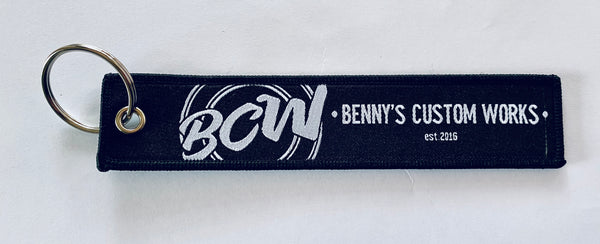 BCW
• BENNY'S CUSTOM WORKS •
est 2016